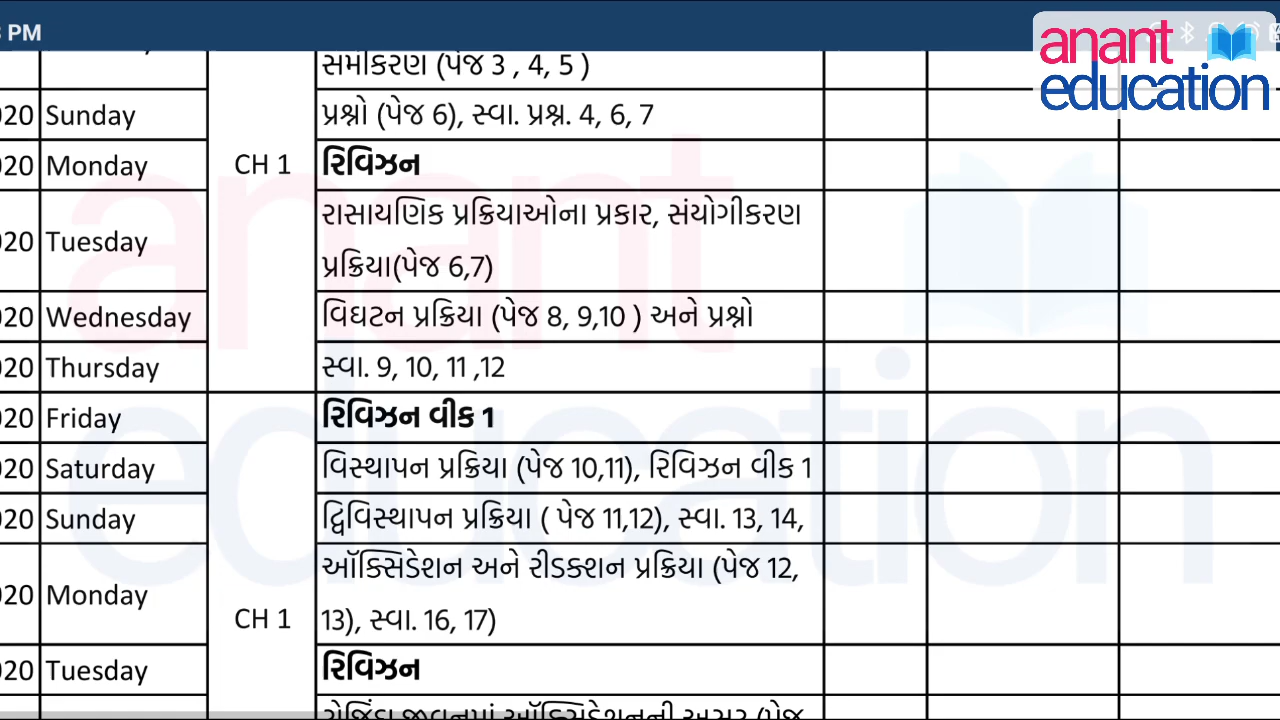 PM
anant
education
સમીકરણ (પેજ 3 , 4, 5 )
020 Sunday પ્રશ્નો (પેજ 6), સ્વા. પ્રશ્ન. 4, 6, 7
020 Monday CH 1 રિવિઝન
રાસાયણિક પ્રક્રિયાઓના પ્રકાર, સંયોગીકરણ
020 Tuesday
પ્રક્રિયા(પેજ 6,7)
020 Wednesday વિઘટન પ્રક્રિયા (પેજ 8, 9,10 ) અને પ્રશ્નો
020 Thursday સ્વા. 9, 10, 11 ,12
020 Friday રિવિઝન વીક 1
020 Saturday વિસ્થાપન પ્રક્રિયા (પેજ 10,11), રિવિઝન વીક 1
020 Sunday દ્વિવિસ્થાપન પ્રક્રિયા ( પેજ 11,12), સ્વા. 13, 14,
ઑક્સિડેશન અને રીડક્શન પ્રક્રિયા (પેજ 12,
020 Monday
CH 1 13), સ્વા. 16, 17)
020 Tuesday રિવિઝન